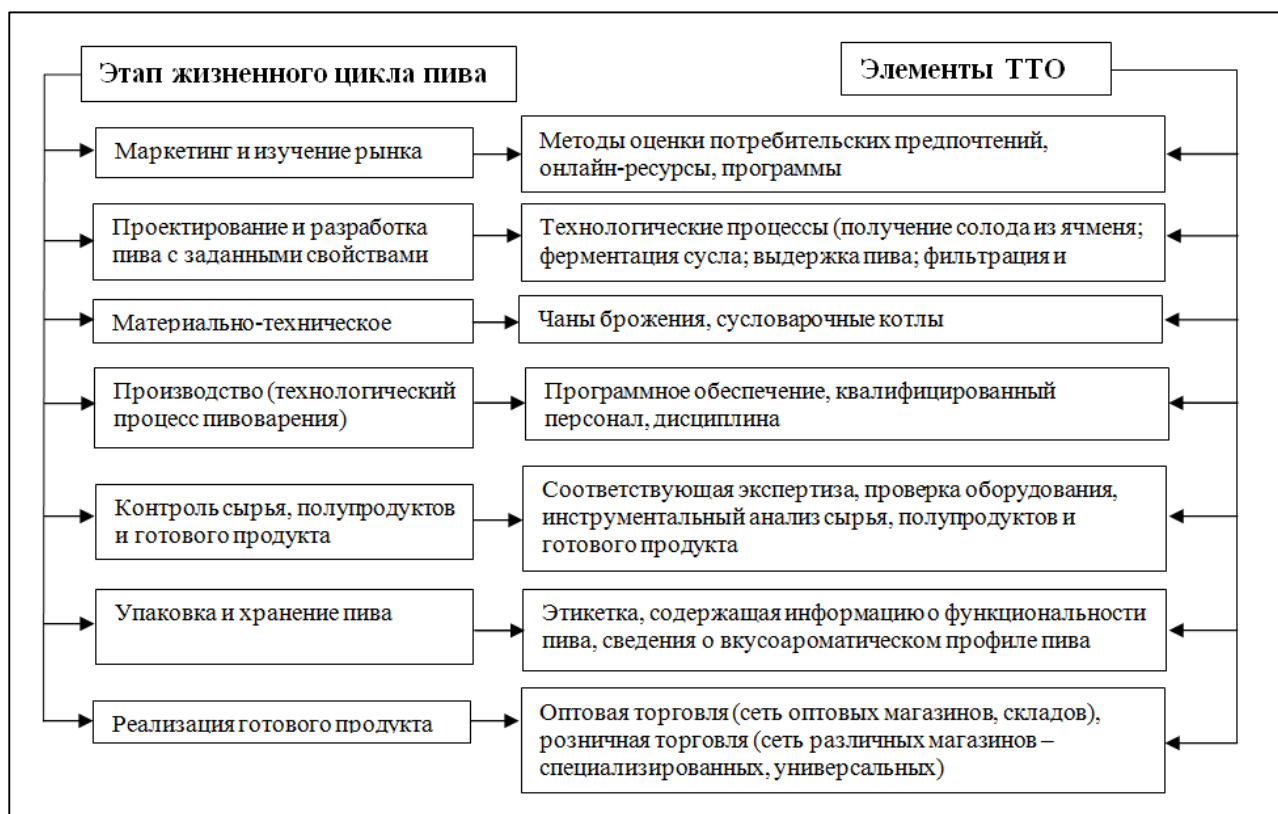 Этап жизненного цикла пива
Элементы ТТО
Маркетинг и изучение рынка
Методы оценки потребительских предпочтений,
онлайн-ресурсы, программы
Проектирование и разработка
пива с заданными свойствами
Технологические процессы (получение солода из ячменя;
ферментация сусла; выдержка пива; фильтрация и
Материально-техническое
Чаны брожения, сусловарочные котлы
Производство (технологический
процесс пивоварения)
Программное обеспечение, квалифицированный
персонал, дисциплина
Контроль сырья, полупродуктов
и готового продукта
Соответствующая экспертиза, проверка оборудования,
инструментальный анализ сырья, полупродуктов и
готового продукта
Упаковка и хранение пива
Этикетка, содержащая информацию о функциональности
пива, сведения о вкусоароматическом профиле пива
Реализация готового продукта
Оптовая торговля (сеть оптовых магазинов, складов),
розничная торговля (сеть различных магазинов –
специализированных, универсальных)